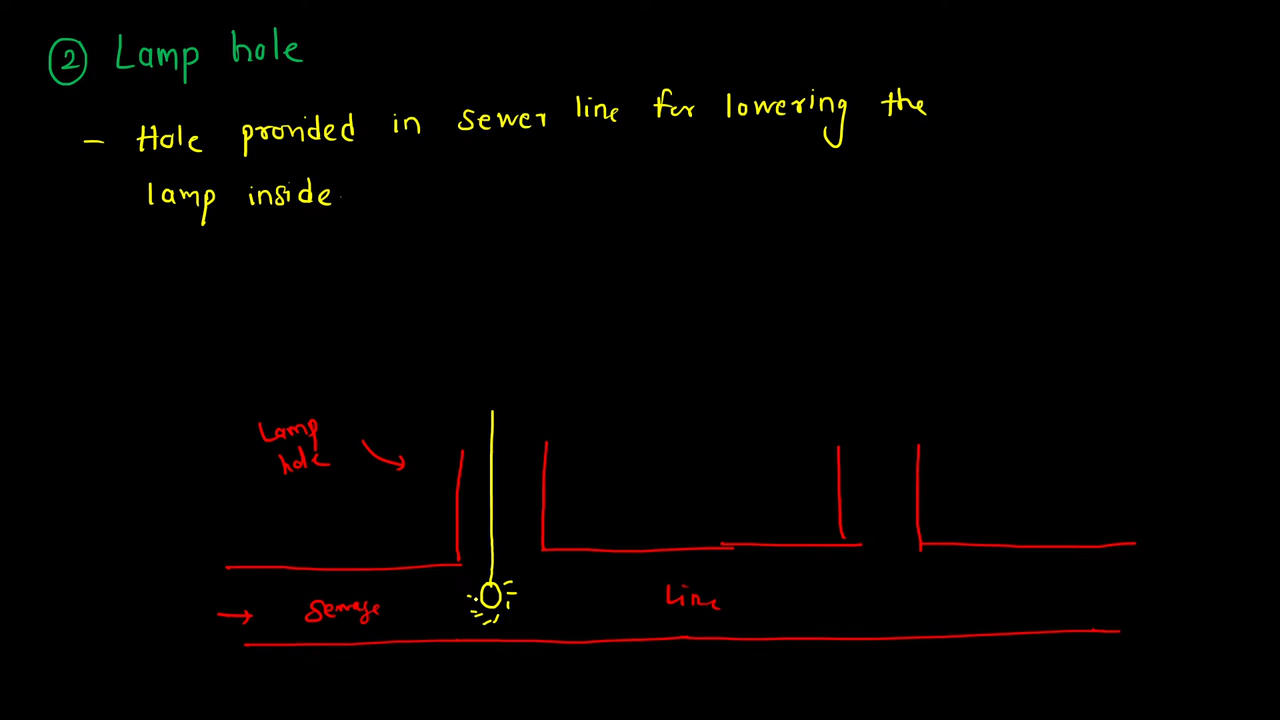 ② Lamp hole
- Hole provided in sewer line for lowering the
lamp inside
Lamp
hole
→ Sewage
Line